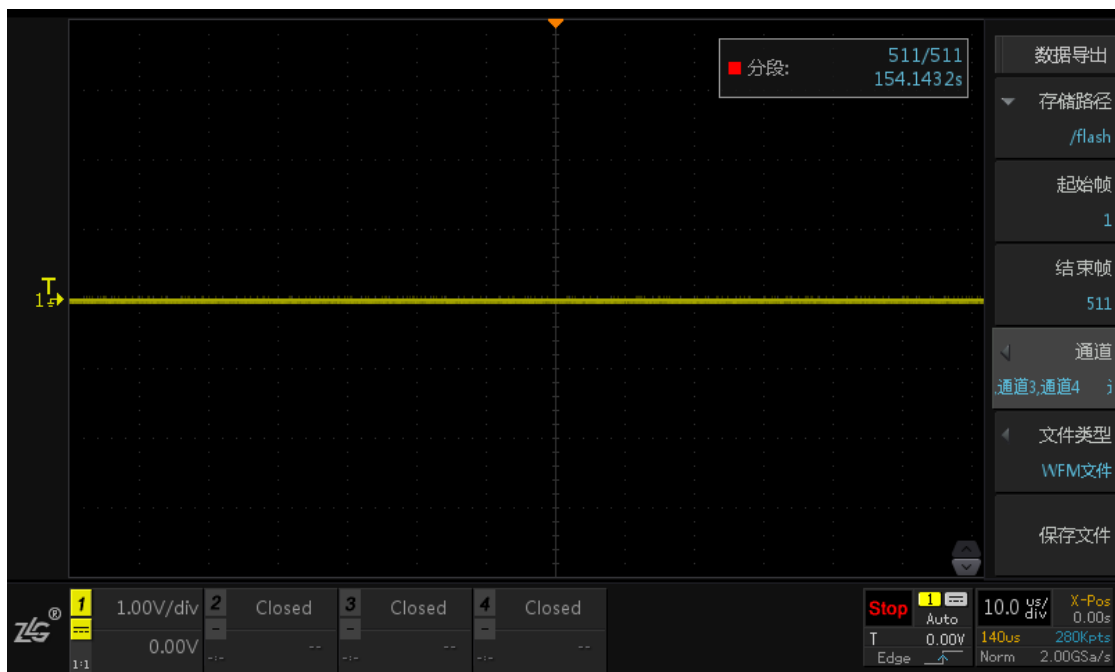 分段:
511/511
154.1432s
数据导出
存储路径
/flash
起始帧
1
结束帧
511
通道
,通道3,通道4
文件类型
WFM文件
保存文件
T
1
ZLG®
1
1:1
1.00V/div
0.00V
2
Closed
-:-
--
3
Closed
-:-
--
4
Closed
-:-
--
Stop
1
Auto
T
0.00V
Edge
10.0 us/div
X-Pos
0.00s
140us
280Kpts
Norm
2.00GSa/s